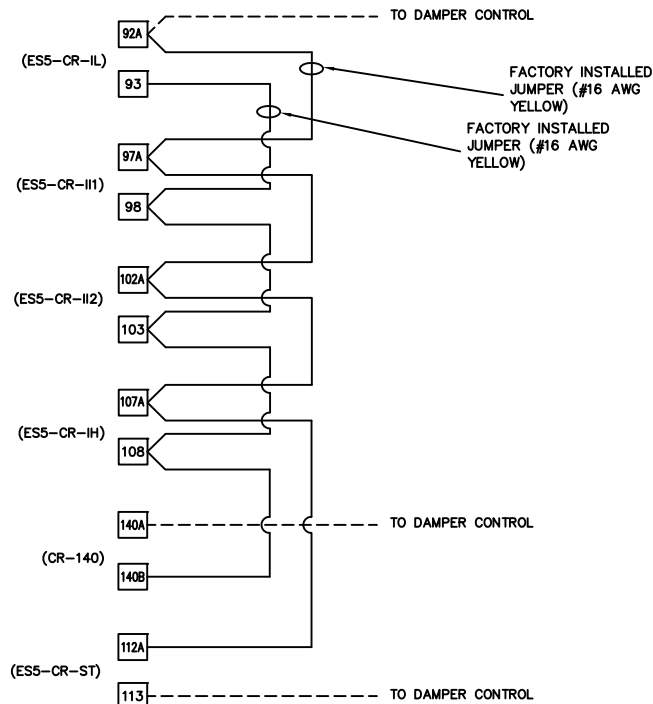 TO DAMPER CONTROL
92A
(ES5-CR-IL)
93
FACTORY INSTALLED
JUMPER (#16 AWG
YELLOW)
FACTORY INSTALLED
JUMPER (#16 AWG
YELLOW)
97A
(ES5-CR-II1)
98
102A
(ES5-CR-II2)
103
107A
(ES5-CR-IH)
108
140A
TO DAMPER CONTROL
(CR-140)
140B
112A
(ES5-CR-ST)
113
TO DAMPER CONTROL